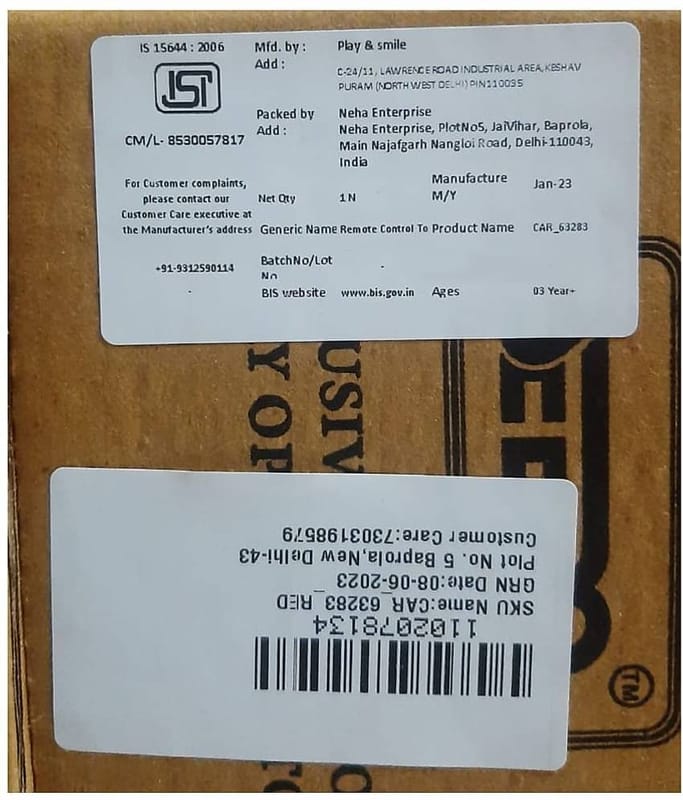 IS 15644 : 2006
ISI
CM/L- 8530057817
For Customer complaints,
please contact our
Customer Care executive at
the Manufacturer's address
+91-9312590114
Mfd. by : Play & smile
Add : C-24/11, LAWRENCE ROAD INDUSTRIAL AREA, KESHAV
PURAM (NORTH WEST DELHI) PIN110035
Packed by Neha Enterprise
Add : Neha Enterprise, PlotNo5, JaiVihar, Baprola,
Main Najafgarh Nangloi Road, Delhi-110043,
India
Net Qty 1 N Manufacture M/Y Jan-23
Generic Name Remote Control To Product Name CAR_63283
BatchNo/Lot No -
BIS website www.bis.gov.in Ages 03 Year+
USIV
Y OF
1102078134
SKU Name:CAR_63283_RED
GRN Date:08-06-2023
Plot No. 5 Baprola,New Delhi-43
Customer Care:7303198579
TM